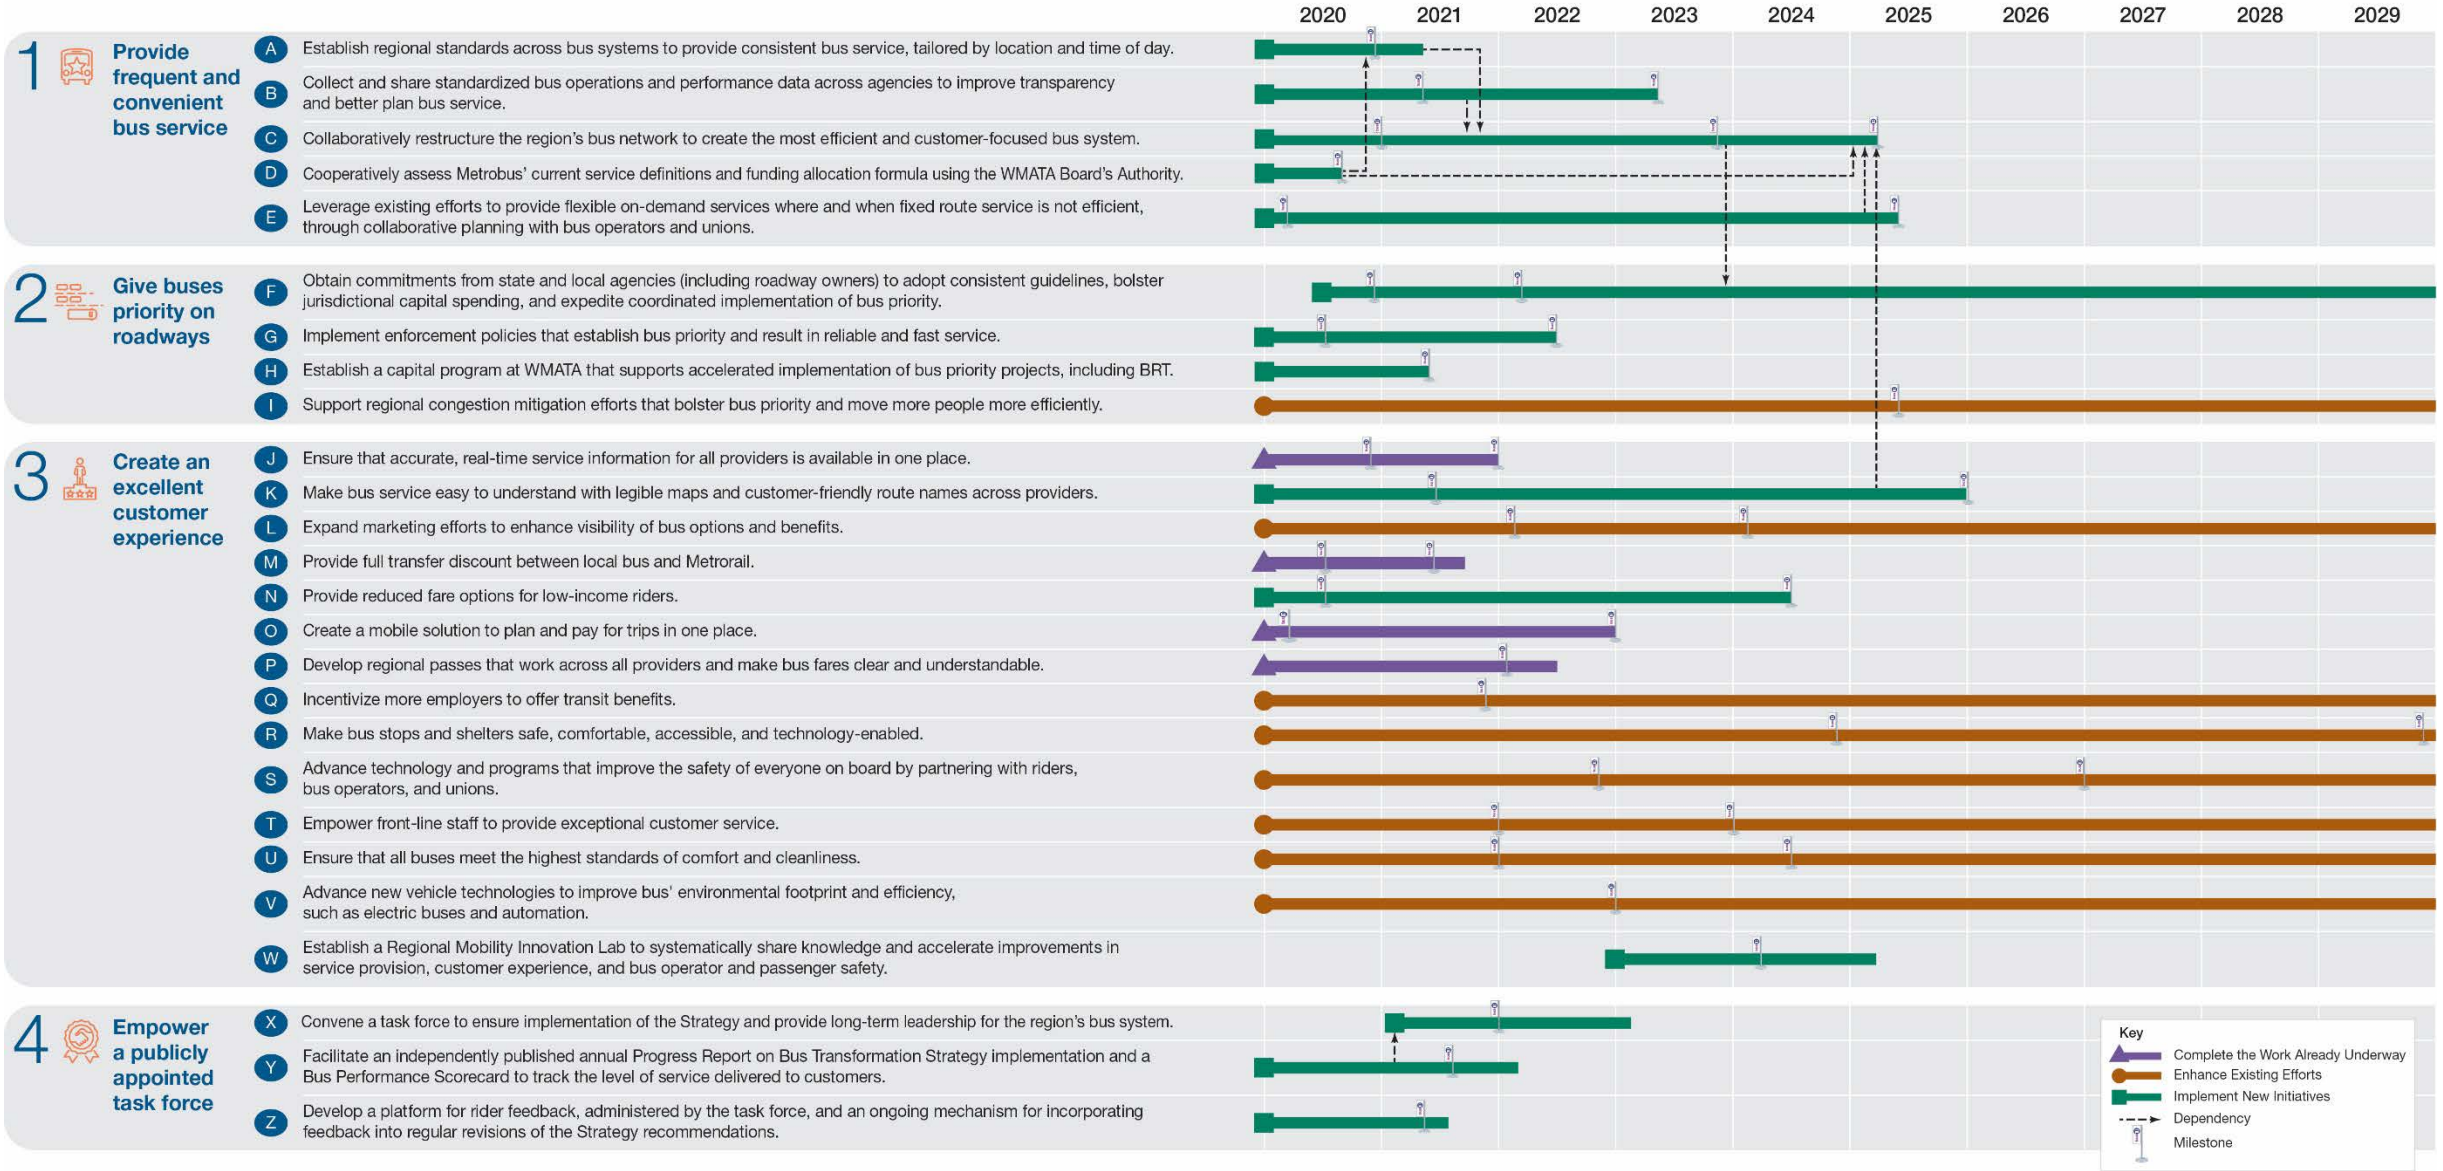 2020 2021 2022 2023 2024 2025 2026 2027 2028 2029
1
Provide
frequent and
convenient
bus service
A Establish regional standards across bus systems to provide consistent bus service, tailored by location and time of day.
B Collect and share standardized bus operations and performance data across agencies to improve transparency
and better plan bus service.
C Collaboratively restructure the region's bus network to create the most efficient and customer-focused bus system.
D Cooperatively assess Metrobus' current service definitions and funding allocation formula using the WMATA Board's Authority.
E Leverage existing efforts to provide flexible on-demand services where and when fixed route service is not efficient,
through collaborative planning with bus operators and unions.
2
Give buses
priority on
roadways
F Obtain commitments from state and local agencies (including roadway owners) to adopt consistent guidelines, bolster
jurisdictional capital spending, and expedite coordinated implementation of bus priority.
G Implement enforcement policies that establish bus priority and result in reliable and fast service.
H Establish a capital program at WMATA that supports accelerated implementation of bus priority projects, including BRT.
I Support regional congestion mitigation efforts that bolster bus priority and move more people more efficiently.
3
Create an
excellent
customer
experience
J Ensure that accurate, real-time service information for all providers is available in one place.
K Make bus service easy to understand with legible maps and customer-friendly route names across providers.
L Expand marketing efforts to enhance visibility of bus options and benefits.
M Provide full transfer discount between local bus and Metrorail.
N Provide reduced fare options for low-income riders.
O Create a mobile solution to plan and pay for trips in one place.
P Develop regional passes that work across all providers and make bus fares clear and understandable.
Q Incentivize more employers to offer transit benefits.
R Make bus stops and shelters safe, comfortable, accessible, and technology-enabled.
S Advance technology and programs that improve the safety of everyone on board by partnering with riders,
bus operators, and unions.
T Empower front-line staff to provide exceptional customer service.
U Ensure that all buses meet the highest standards of comfort and cleanliness.
V Advance new vehicle technologies to improve bus' environmental footprint and efficiency,
such as electric buses and automation.
W Establish a Regional Mobility Innovation Lab to systematically share knowledge and accelerate improvements in
service provision, customer experience, and bus operator and passenger safety.
4
Empower
a publicly
appointed
task force
X Convene a task force to ensure implementation of the Strategy and provide long-term leadership for the region's bus system.
Y Facilitate an independently published annual Progress Report on Bus Transformation Strategy implementation and a
Bus Performance Scorecard to track the level of service delivered to customers.
Z Develop a platform for rider feedback, administered by the task force, and an ongoing mechanism for incorporating
feedback into regular revisions of the Strategy recommendations.
Key
Complete the Work Already Underway
Enhance Existing Efforts
Implement New Initiatives
Dependency
Milestone